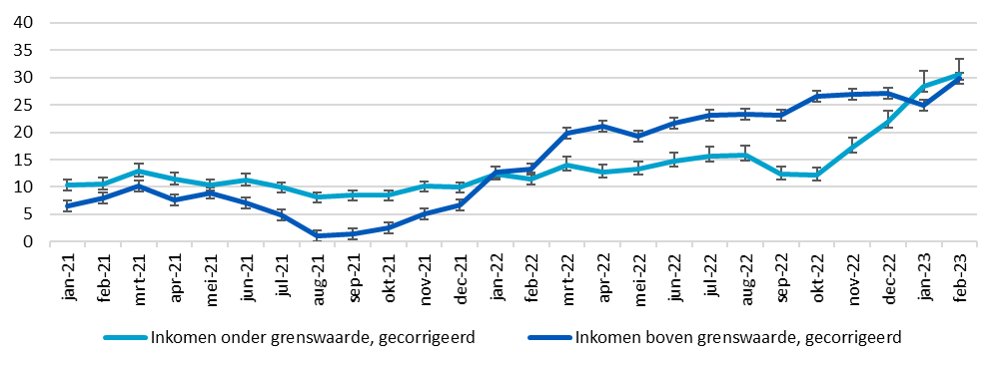 40
35
30
25
20
15
10
5
0
jan-21
feb-21
mrt-21
apr-21
mei-21
jun-21
jul-21
aug-21
sep-21
okt-21
nov-21
dec-21
jan-22
feb-22
mrt-22
apr-22
mei-22
jun-22
jul-22
aug-22
sep-22
okt-22
nov-22
dec-22
jan-23
feb-23
Inkomen onder grenswaarde, gecorrigeerd
Inkomen boven grenswaarde, gecorrigeerd